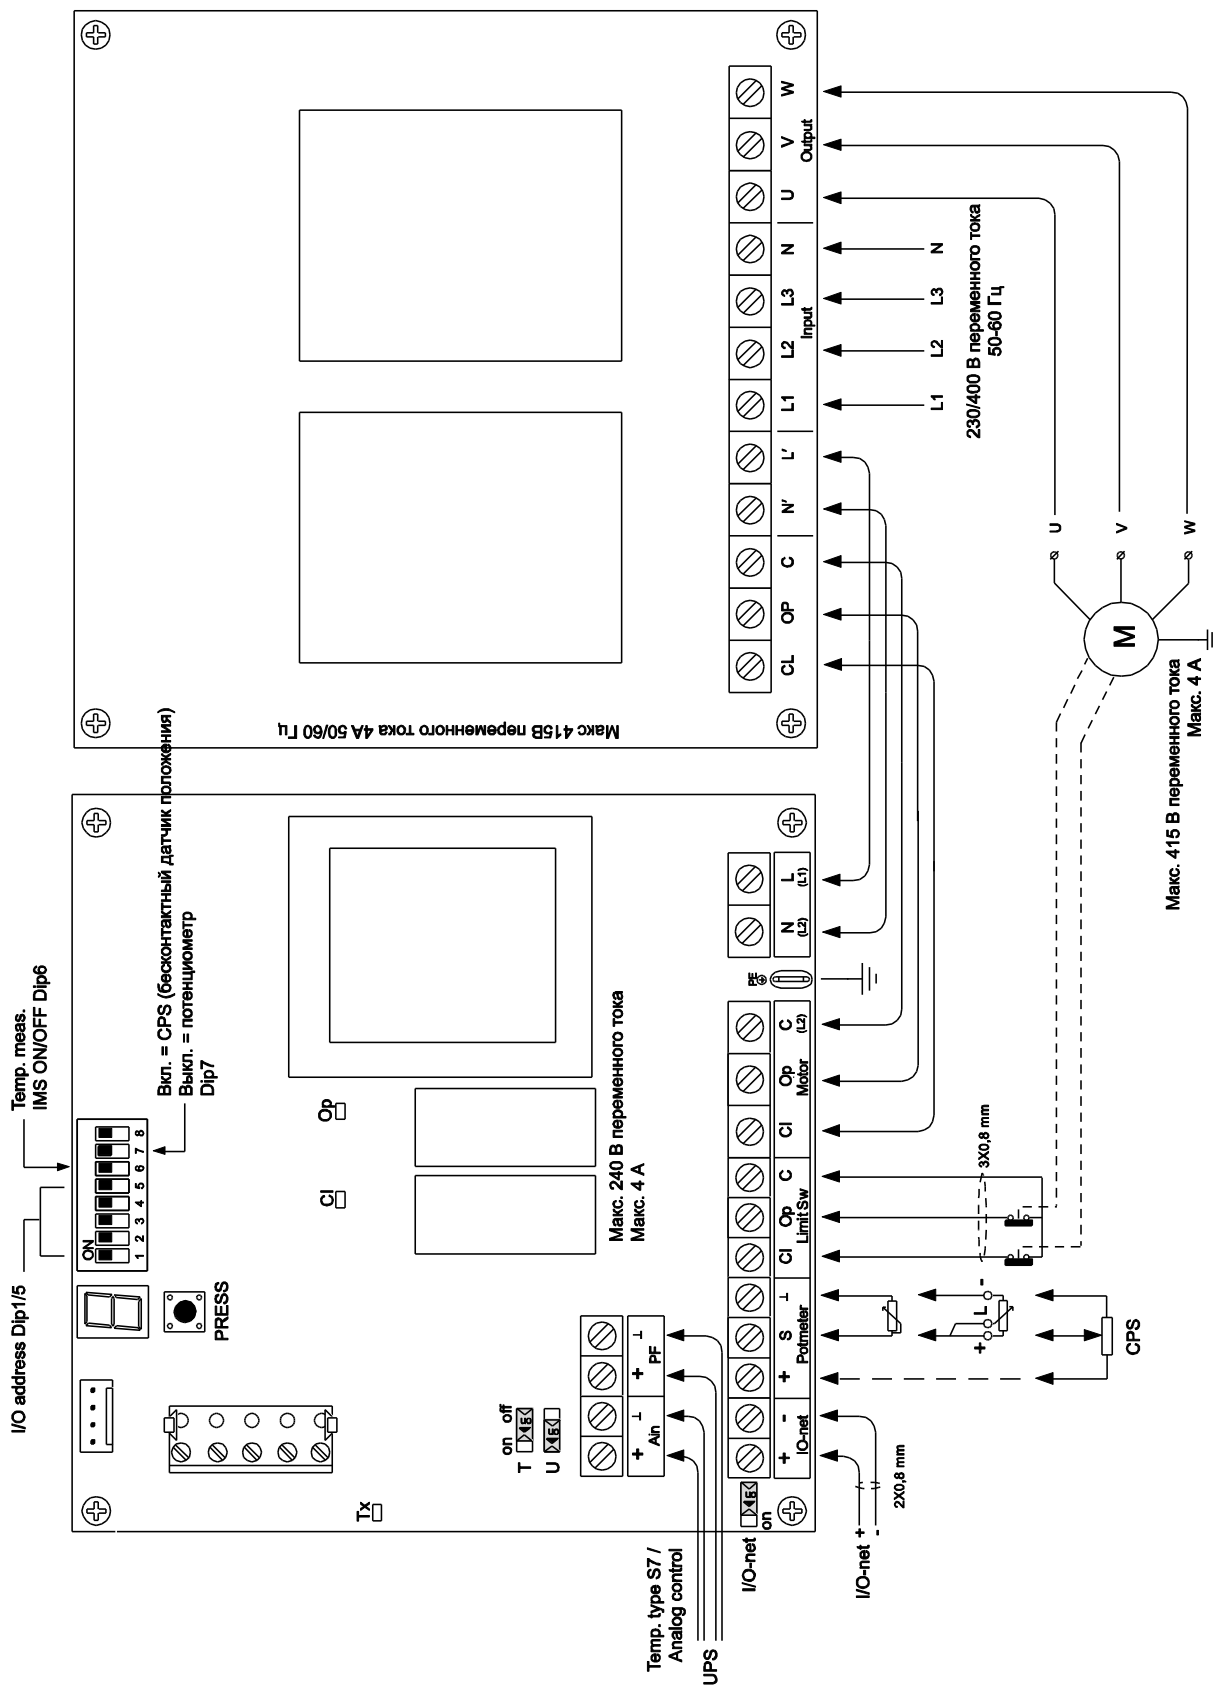 I/O address Dip1/5
Temp. meas.
IMS ON/OFF Dip6
Вкл. = CPS (бесконтактный датчик положения)
Выкл. = потенциометр
Dip7
ON
1 2 3 4 5 6 7 8
PRESS
Cl
Op
Tx
Макс. 240 В переменного тока
Макс. 4 А
on off
T
U
+ ⊥ + ⊥
Ain PF
Temp. type S7 /
Analog control
UPS
I/O-net
on
+ - + S ⊥ Cl Op C Cl Op C N L
(L2) (L2) (L1)
IO-net Potmeter Limit Sw Motor
PE
I/O-net +
-
2X0,8 mm
+ L -
CPS
3X0,8 mm
Макс 415В переменного тока 4А 50/60 Гц
CL OP C N' L' L1 L2 L3 N U V W
Input Output
L1 L2 L3 N
230/400 В переменного тока
50-60 Гц
U
V
W
M
Макс. 415 В переменного тока
Макс. 4 А